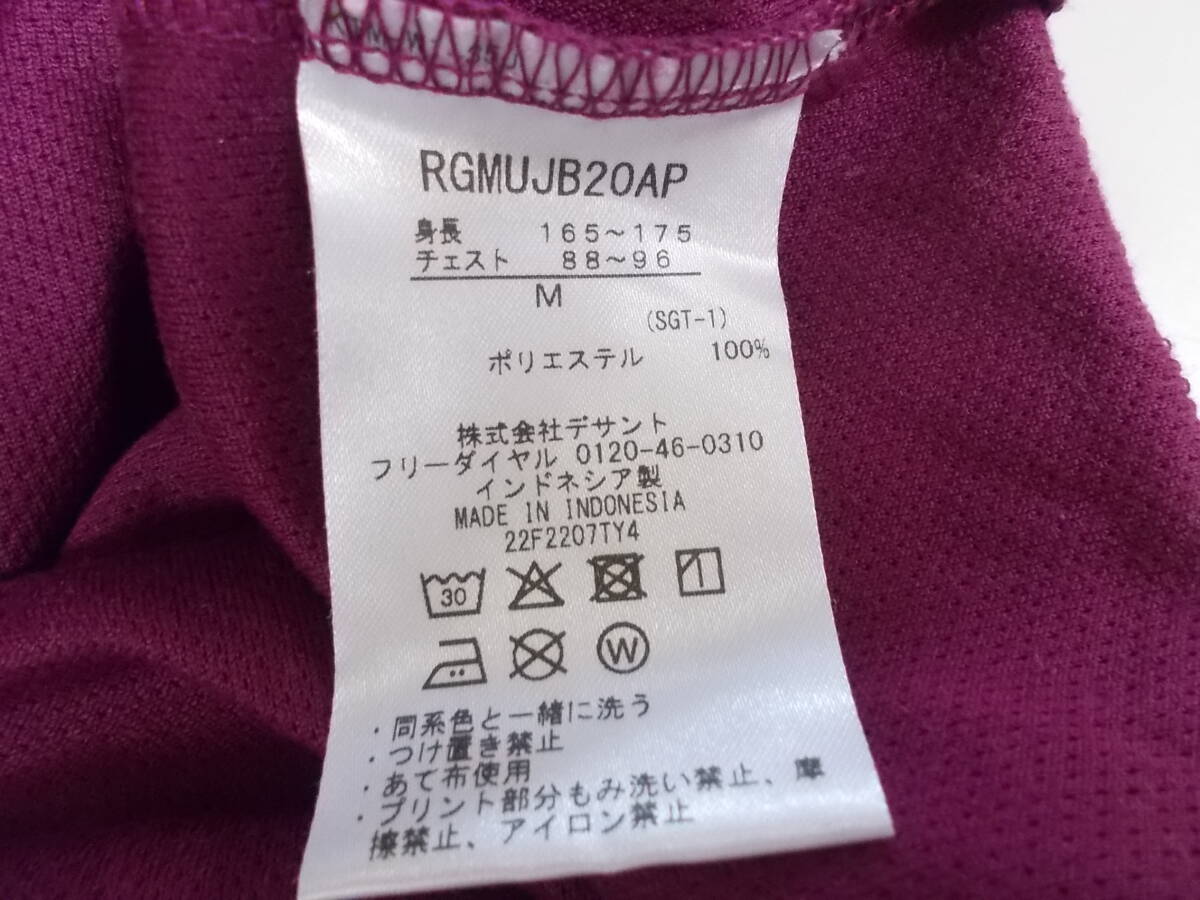 RGMUJB20AP
身長 165~175
チェスト 88~96
M
(SGT-1)
ポリエステル 100%
株式会社デサント
フリーダイヤル 0120-46-0310
インドネシア製
MADE IN INDONESIA
22F2207TY4
30
W
・同系色と一緒に洗う
・つけ置き禁止
・あて布使用
・プリント部分もみ洗い禁止、摩
擦禁止、アイロン禁止